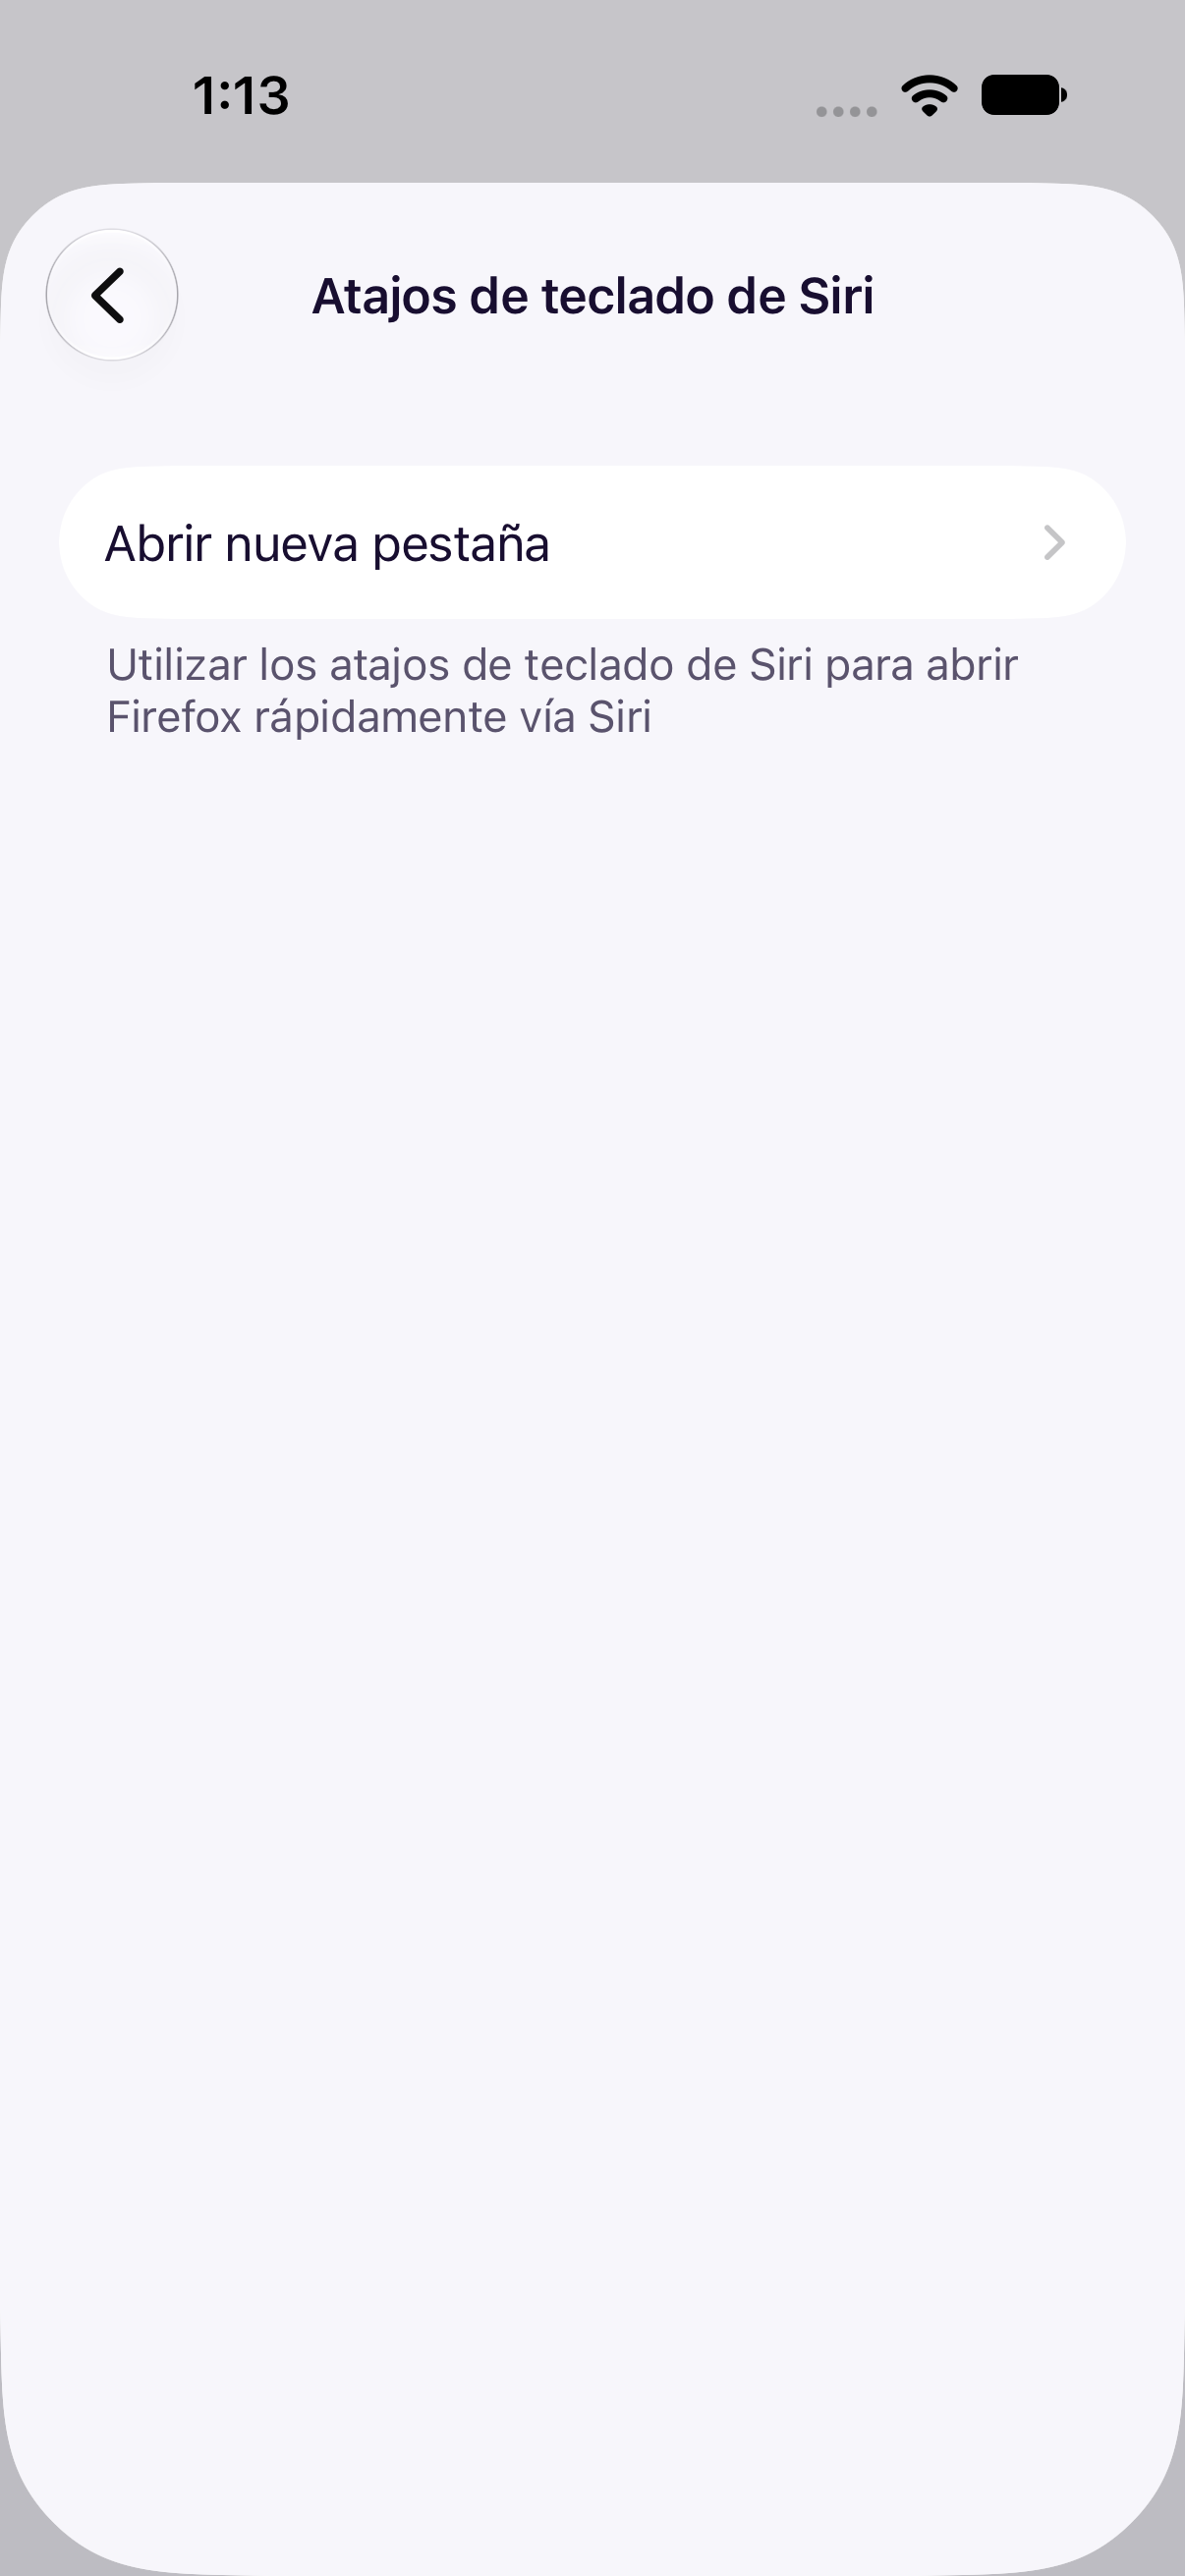 1:13
Atajos de teclado de Siri
Abrir nueva pestaña
Utilizar los atajos de teclado de Siri para abrir
Firefox rápidamente vía Siri